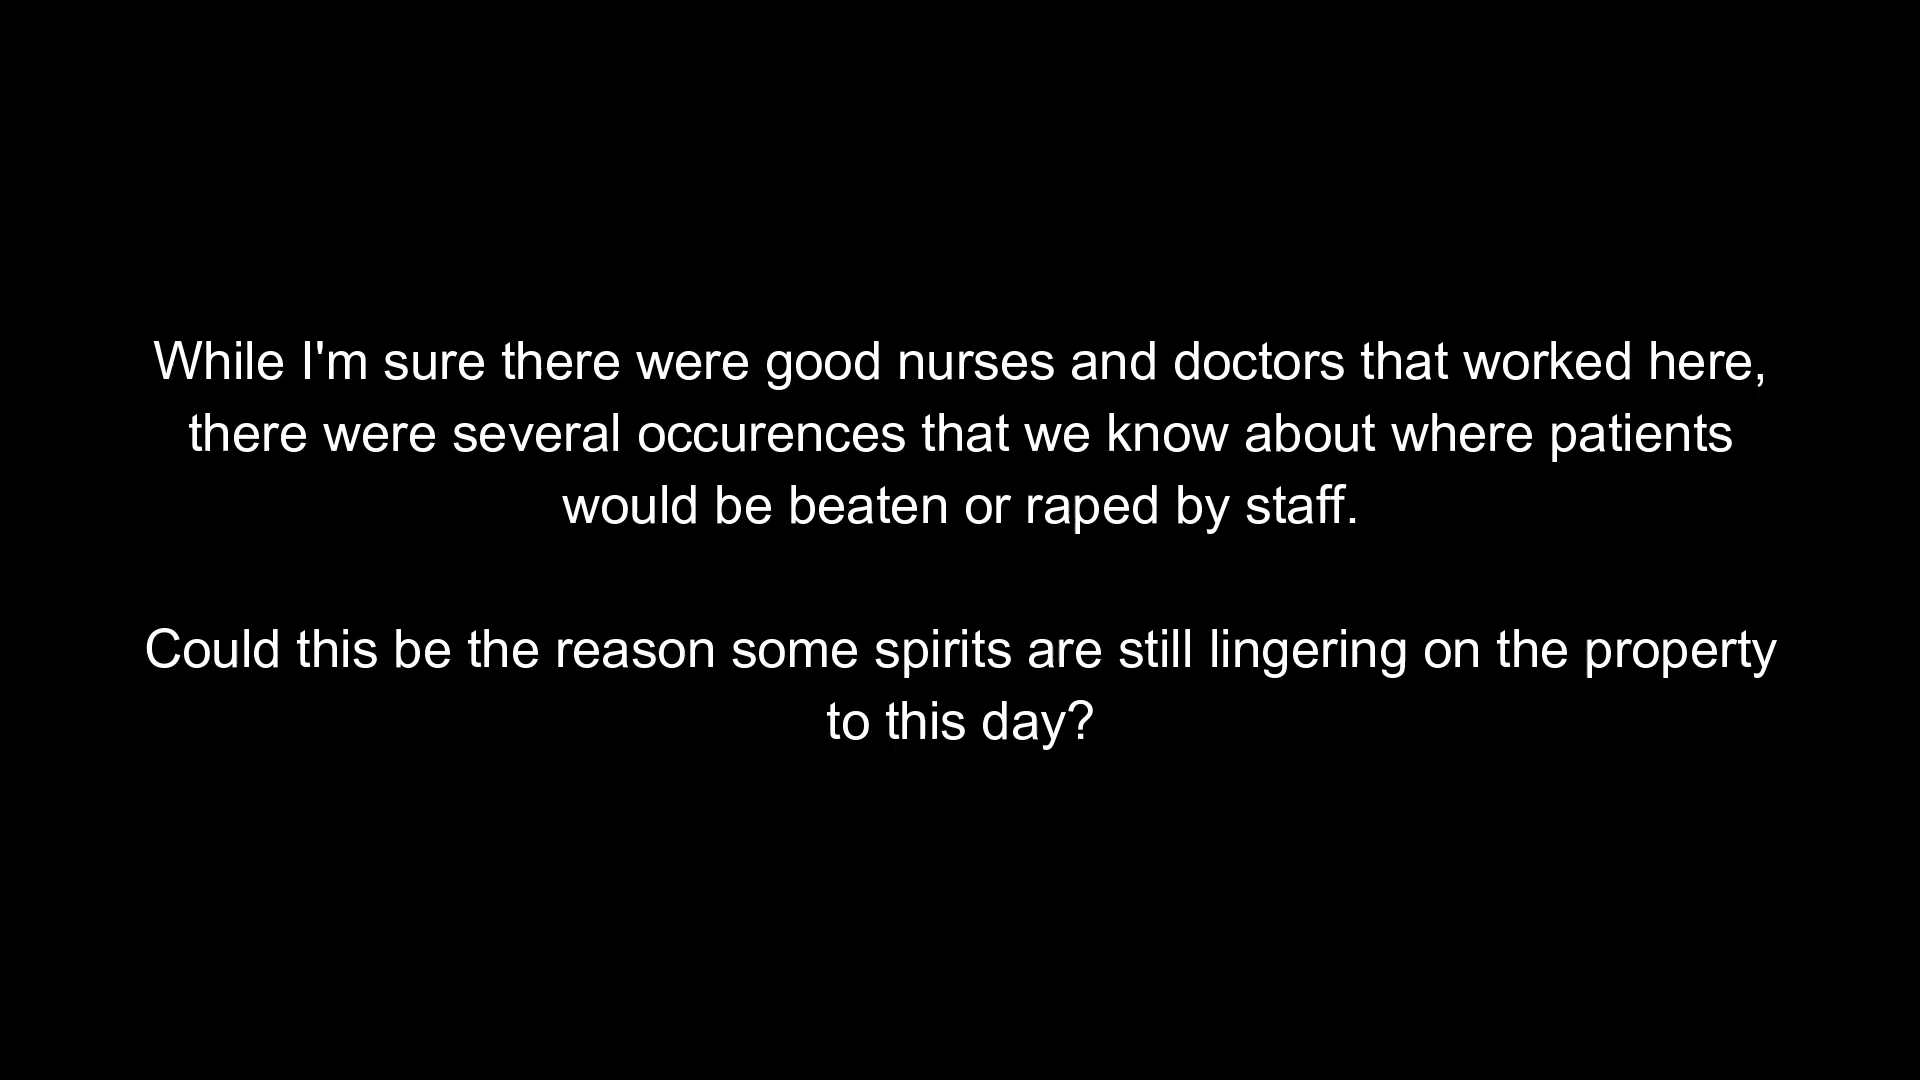 While I'm sure there were good nurses and doctors that worked here,
there were several occurences that we know about where patients
would be beaten or raped by staff.
Could this be the reason some spirits are still lingering on the property
to this day?